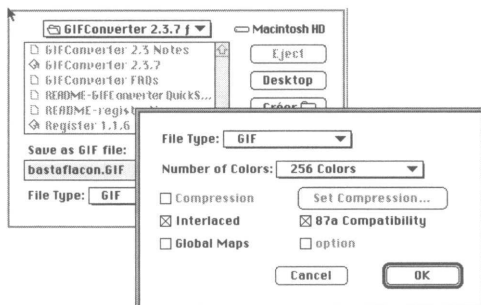 GIFConverter 2.3.7 ƒ
Macintosh HD
GIFConverter 2.3 Notes
GIFConverter 2.3.7
GIFConverter FAQs
README-GIFConverter QuickS...
README-regist
Register 1.1.6
Eject
Desktop
Créer
Save as GIF file:
bastaflacon.GIF
File Type: GIF
File Type: GIF
Number of Colors: 256 Colors
Compression
Set Compression...
Interlaced
87a Compatibility
Global Maps
option
Cancel
OK